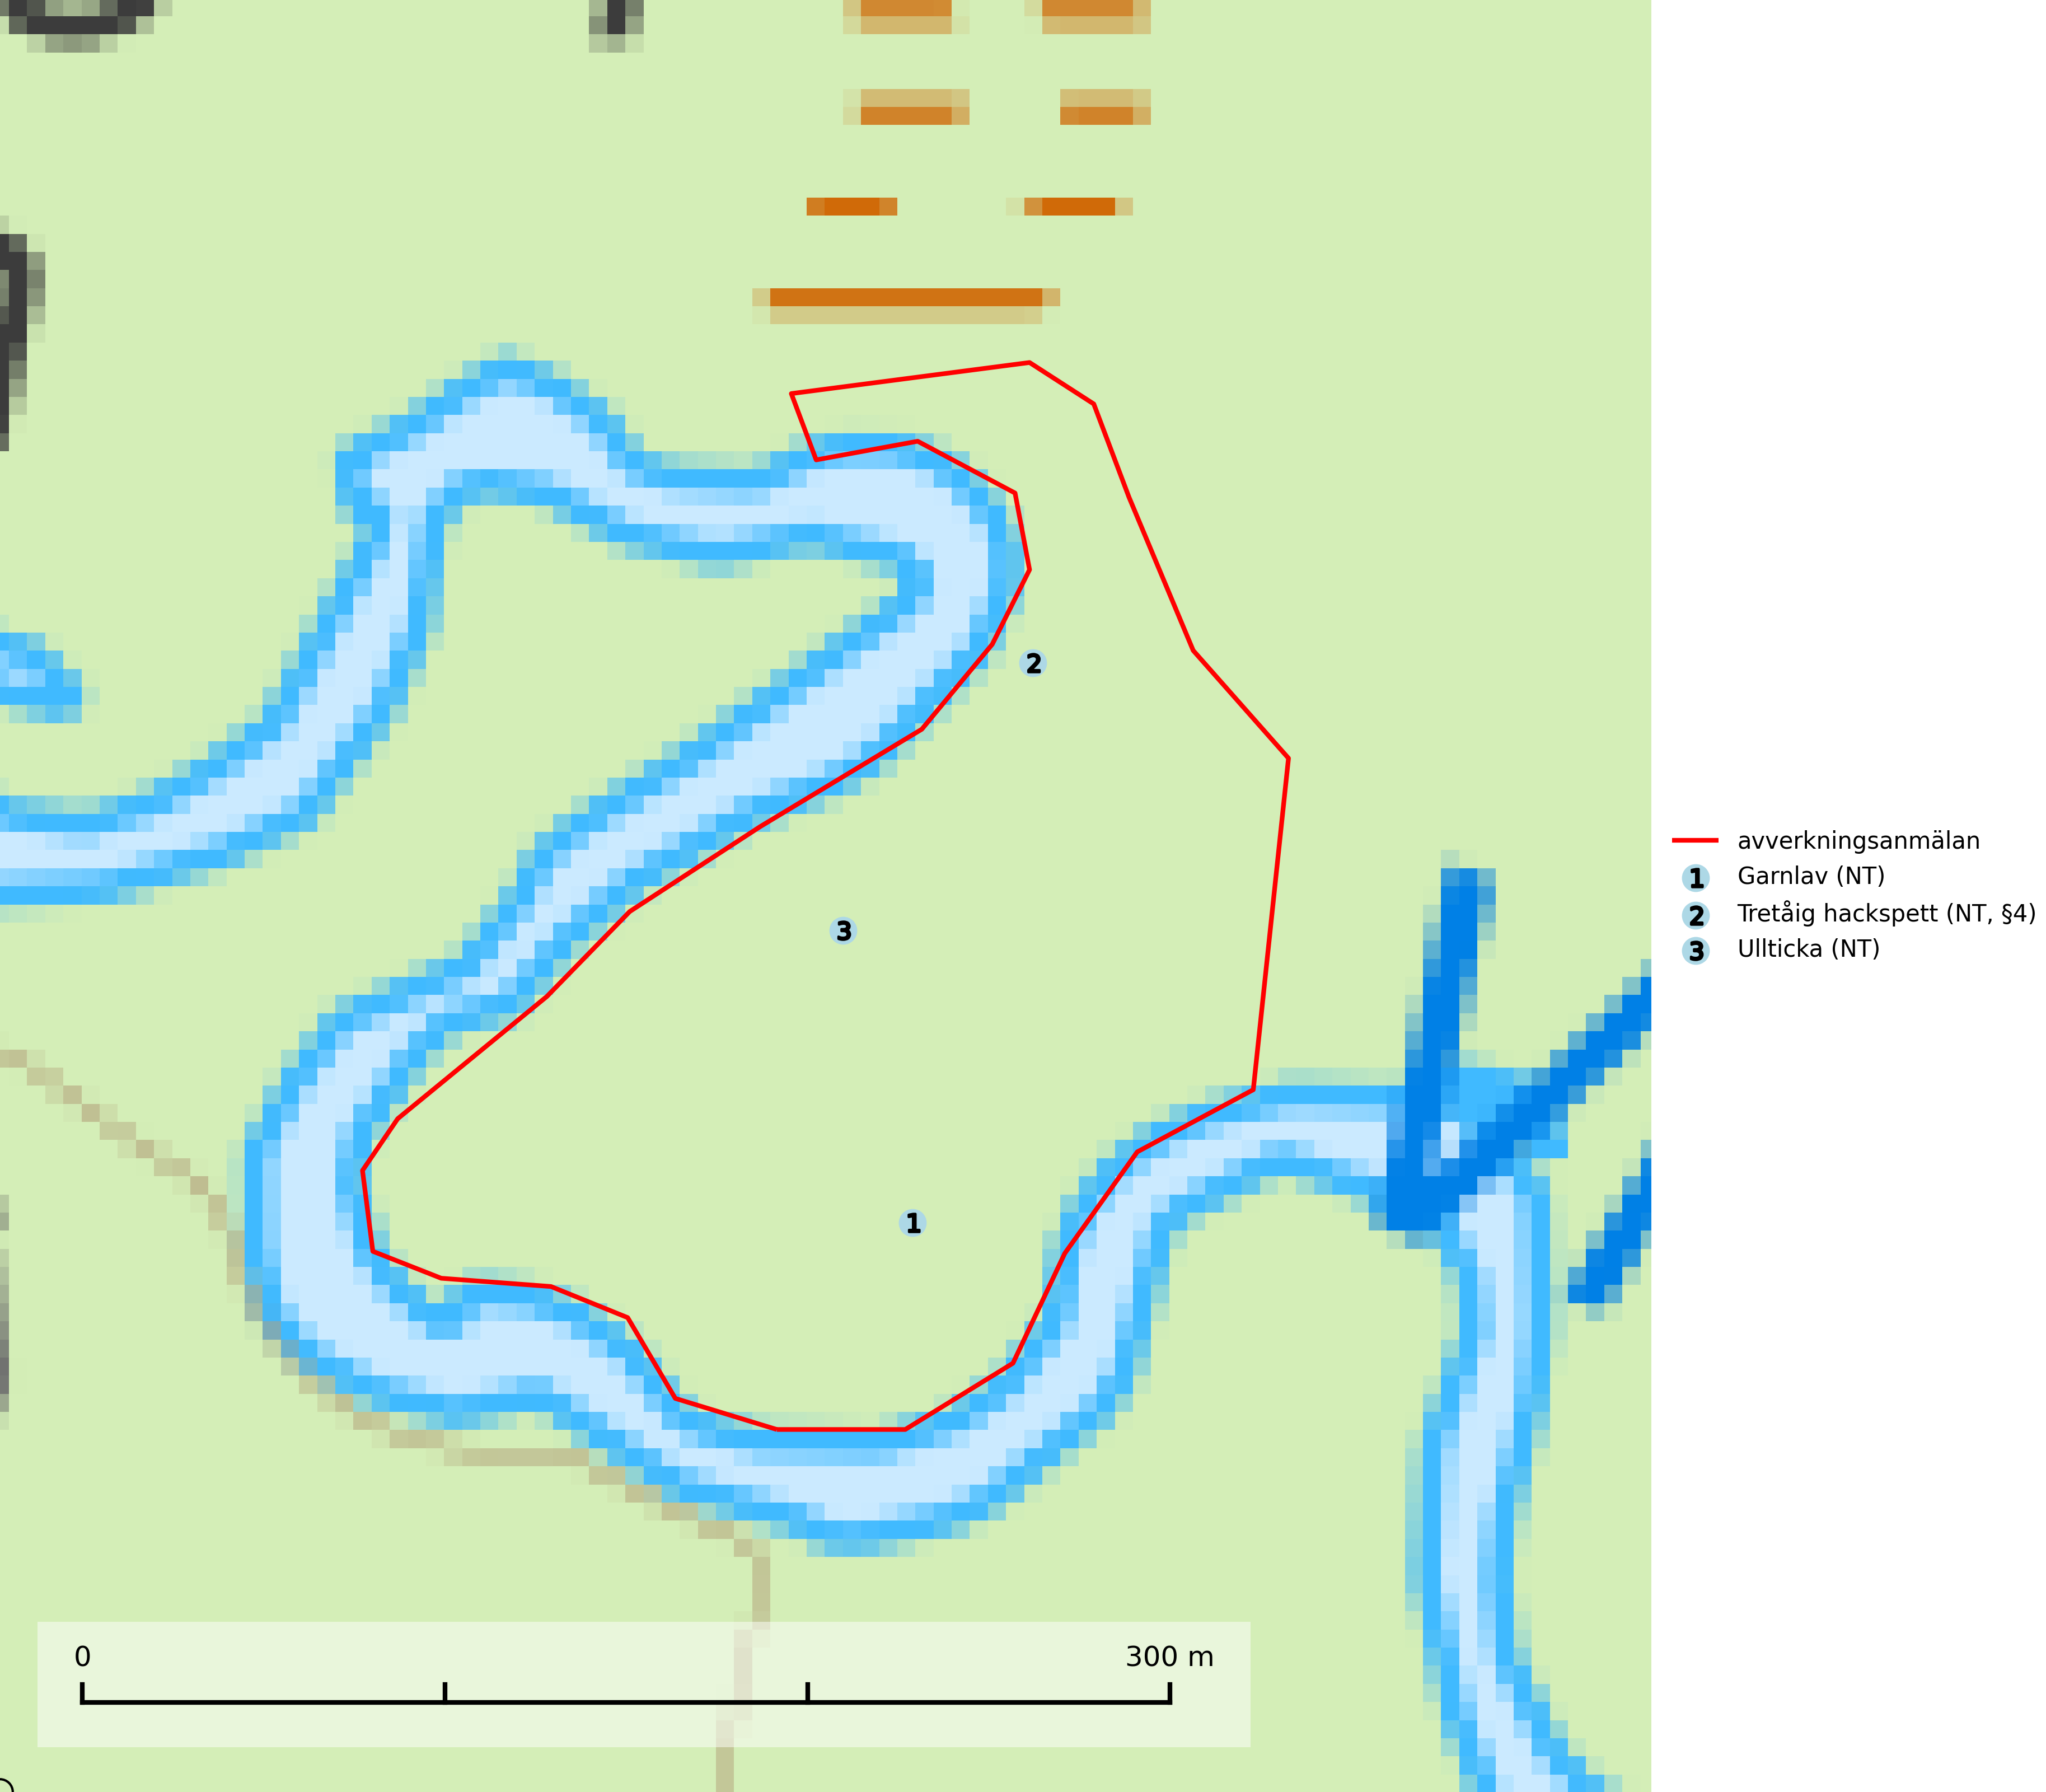 2
3
1
avverkningsanmälan
1 Garnlav (NT)
2 Tretåig hackspett (NT, §4)
3 Ullticka (NT)
0 300 m